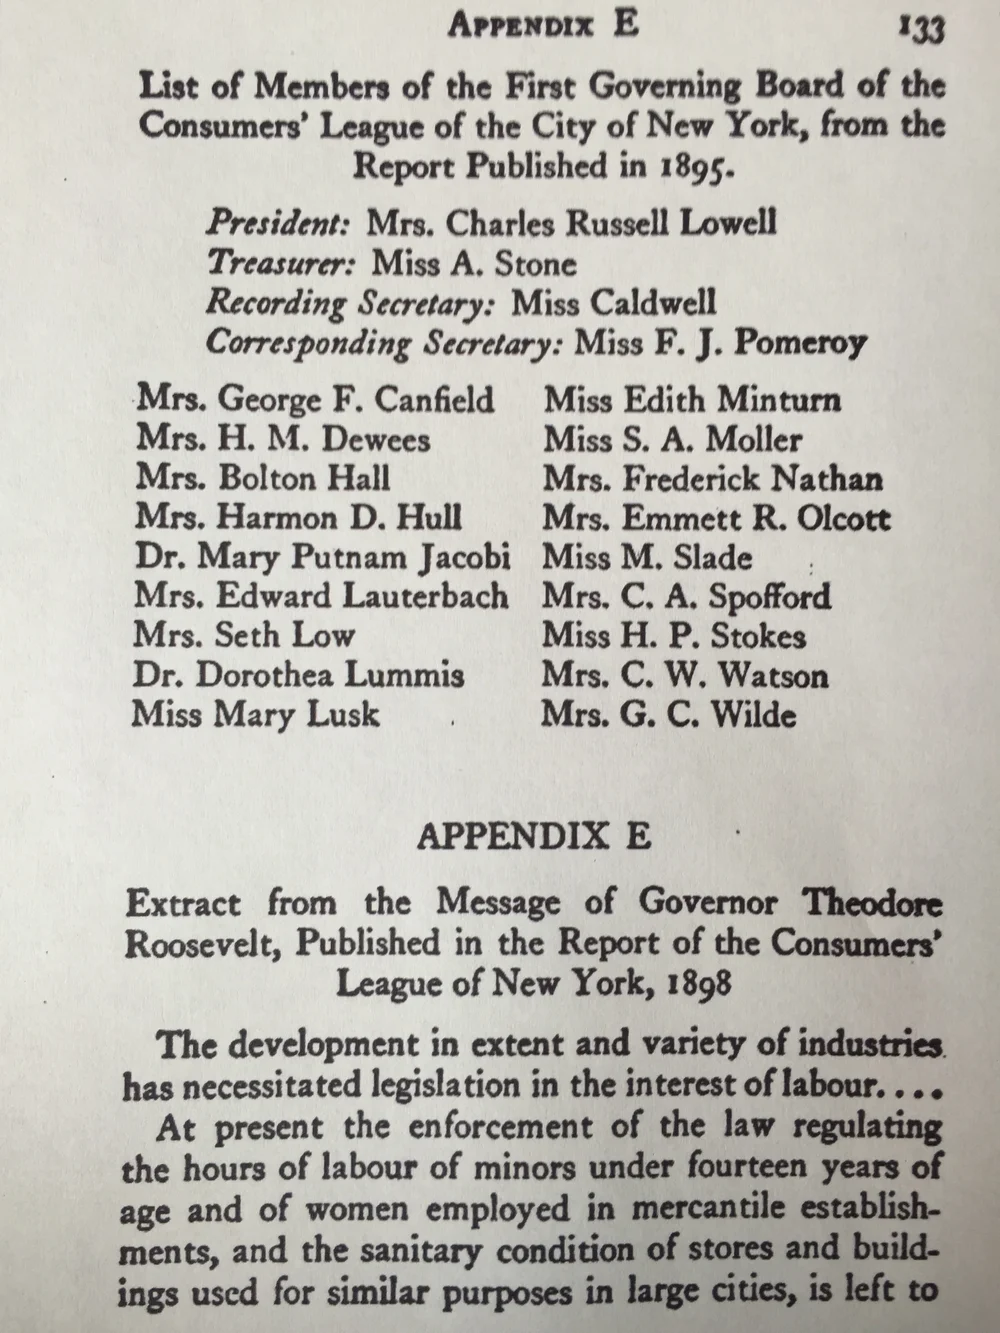 APPENDIX E 133
List of Members of the First Governing Board of the
Consumers' League of the City of New York, from the
Report Published in 1895.
President: Mrs. Charles Russell Lowell
Treasurer: Miss A. Stone
Recording Secretary: Miss Caldwell
Corresponding Secretary: Miss F. J. Pomeroy
Mrs. George F. Canfield
Mrs. H. M. Dewees
Mrs. Bolton Hall
Mrs. Harmon D. Hull
Dr. Mary Putnam Jacobi
Mrs. Edward Lauterbach
Mrs. Seth Low
Dr. Dorothea Lummis
Miss Mary Lusk
Miss Edith Minturn
Miss S. A. Moller
Mrs. Frederick Nathan
Mrs. Emmett R. Olcott
Miss M. Slade
Mrs. C. A. Spofford
Miss H. P. Stokes
Mrs. C. W. Watson
Mrs. G. C. Wilde
APPENDIX E
Extract from the Message of Governor Theodore
Roosevelt, Published in the Report of the Consumers'
League of New York, 1898
The development in extent and variety of industries
has necessitated legislation in the interest of labour....
At present the enforcement of the law regulating
the hours of labour of minors under fourteen years of
age and of women employed in mercantile establish-
ments, and the sanitary condition of stores and build-
ings used for similar purposes in large cities, is left to